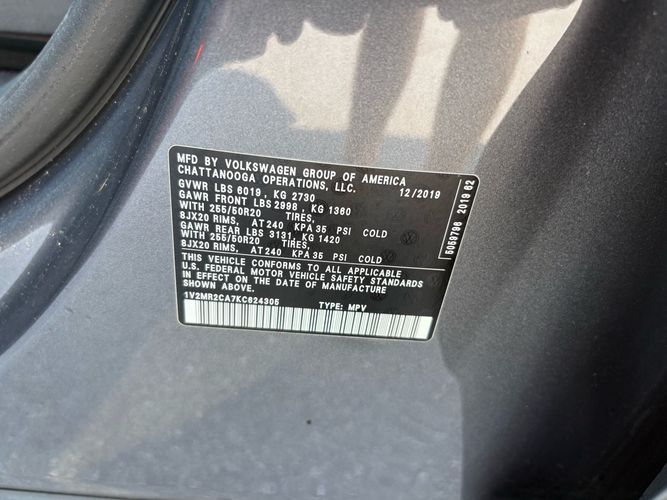 MFD BY VOLKSWAGEN GROUP OF AMERICA
CHATTANOOGA OPERATIONS, LLC. 12/2019
GVWR LBS 6019 , KG 2730
GAWR FRONT LBS 2998 , KG 1360
WITH 255/50R20 TIRES,
8JX20 RIMS, AT 240 KPA 35 PSI COLD
GAWR REAR LBS 3131, KG 1420
WITH 255/50R20 TIRES,
8JX20 RIMS, AT 240 KPA 35 PSI COLD
THIS VEHICLE CONFORMS TO ALL APPLICABLE
U.S. FEDERAL MOTOR VEHICLE SAFETY STANDARDS
IN EFFECT ON THE DATE OF MANUFACTURE
SHOWN ABOVE.
1V2MR2CA7KC624305 TYPE: MPV
5059796 2019 62